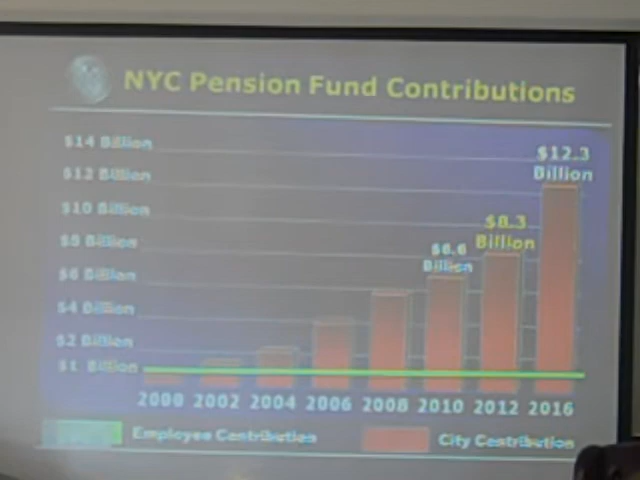 NYC Pension Fund Contributions
$14 Billion
$12.3
Billion
$12 Billion
$10 Billion
$8.3
Billion
$8 Billion
$6.6
Billion
$6 Billion
$4 Billion
$2 Billion
$1 Billion
2000 2002 2004 2006 2008 2010 2012 2016
Employee Contribution
City Contribution